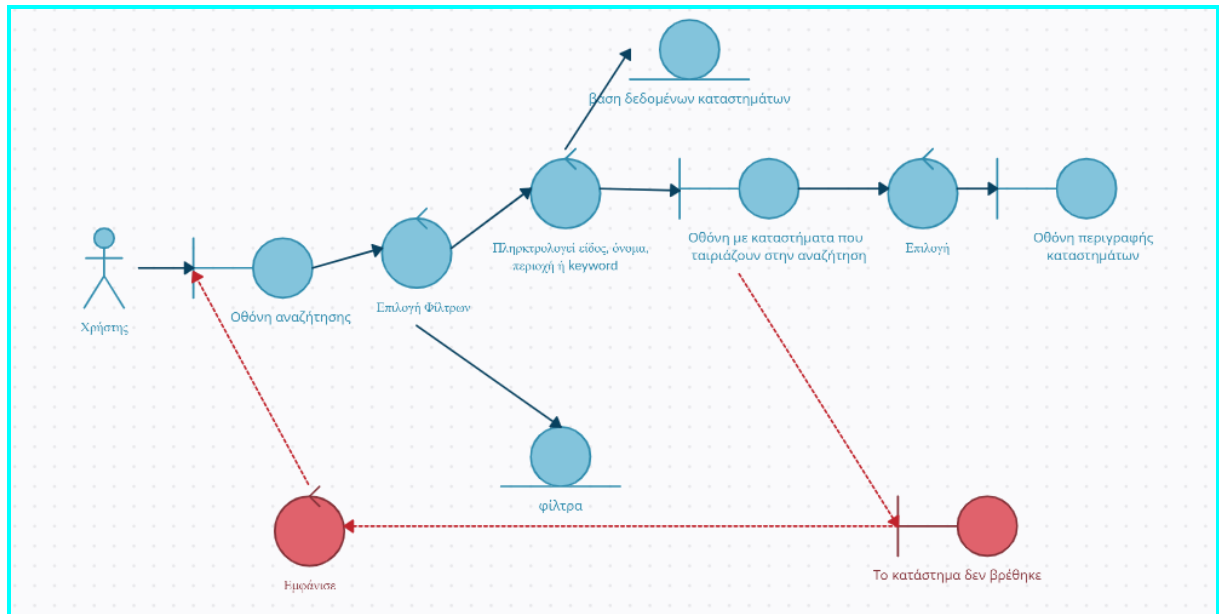 βάση δεδομένων καταστημάτων
Πληρκτρολογεί είδος, όνομα,
περιοχή ή keyword
Οθόνη με καταστήματα που
ταιριάζουν στην αναζήτηση
Επιλογή
Οθόνη περιγραφής
καταστημάτων
Χρήστης
Οθόνη αναζήτησης
Επιλογή Φίλτρων
φίλτρα
Εμφάνισε
Το κατάστημα δεν βρέθηκε